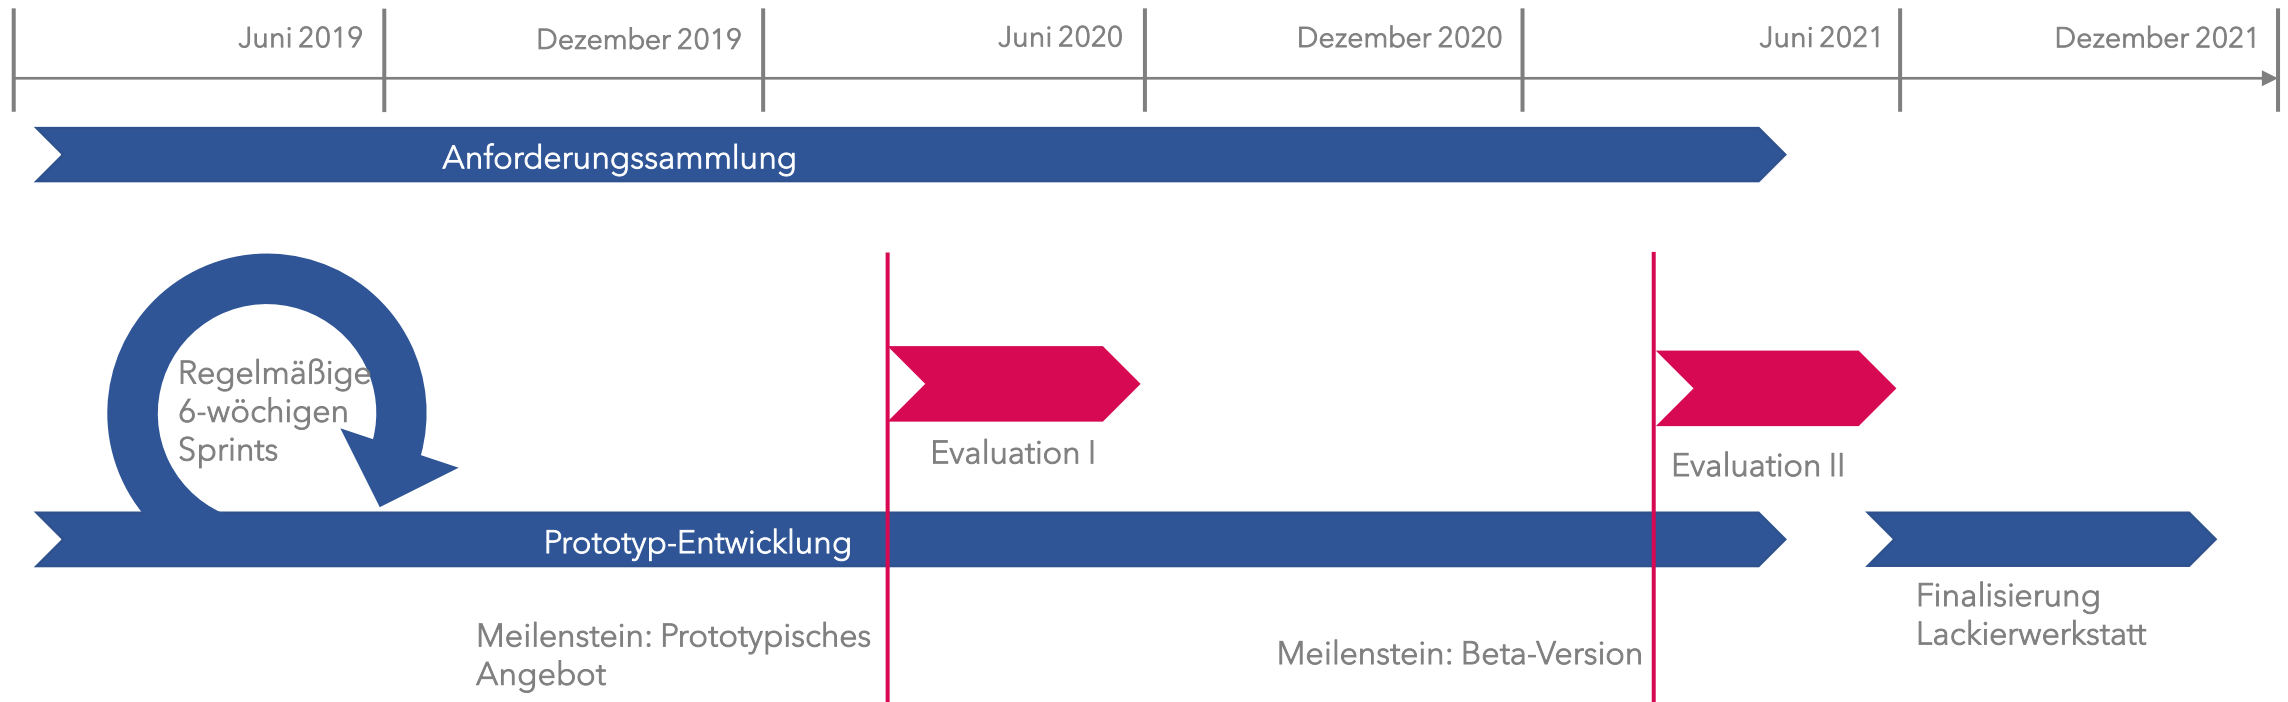 Juni 2019
Dezember 2019
Juni 2020
Dezember 2020
Juni 2021
Dezember 2021
Anforderungssammlung
Regelmäßige
6-wöchigen
Sprints
Evaluation I
Evaluation II
Prototyp-Entwicklung
Meilenstein: Prototypisches
Angebot
Meilenstein: Beta-Version
Finalisierung
Lackierwerkstatt